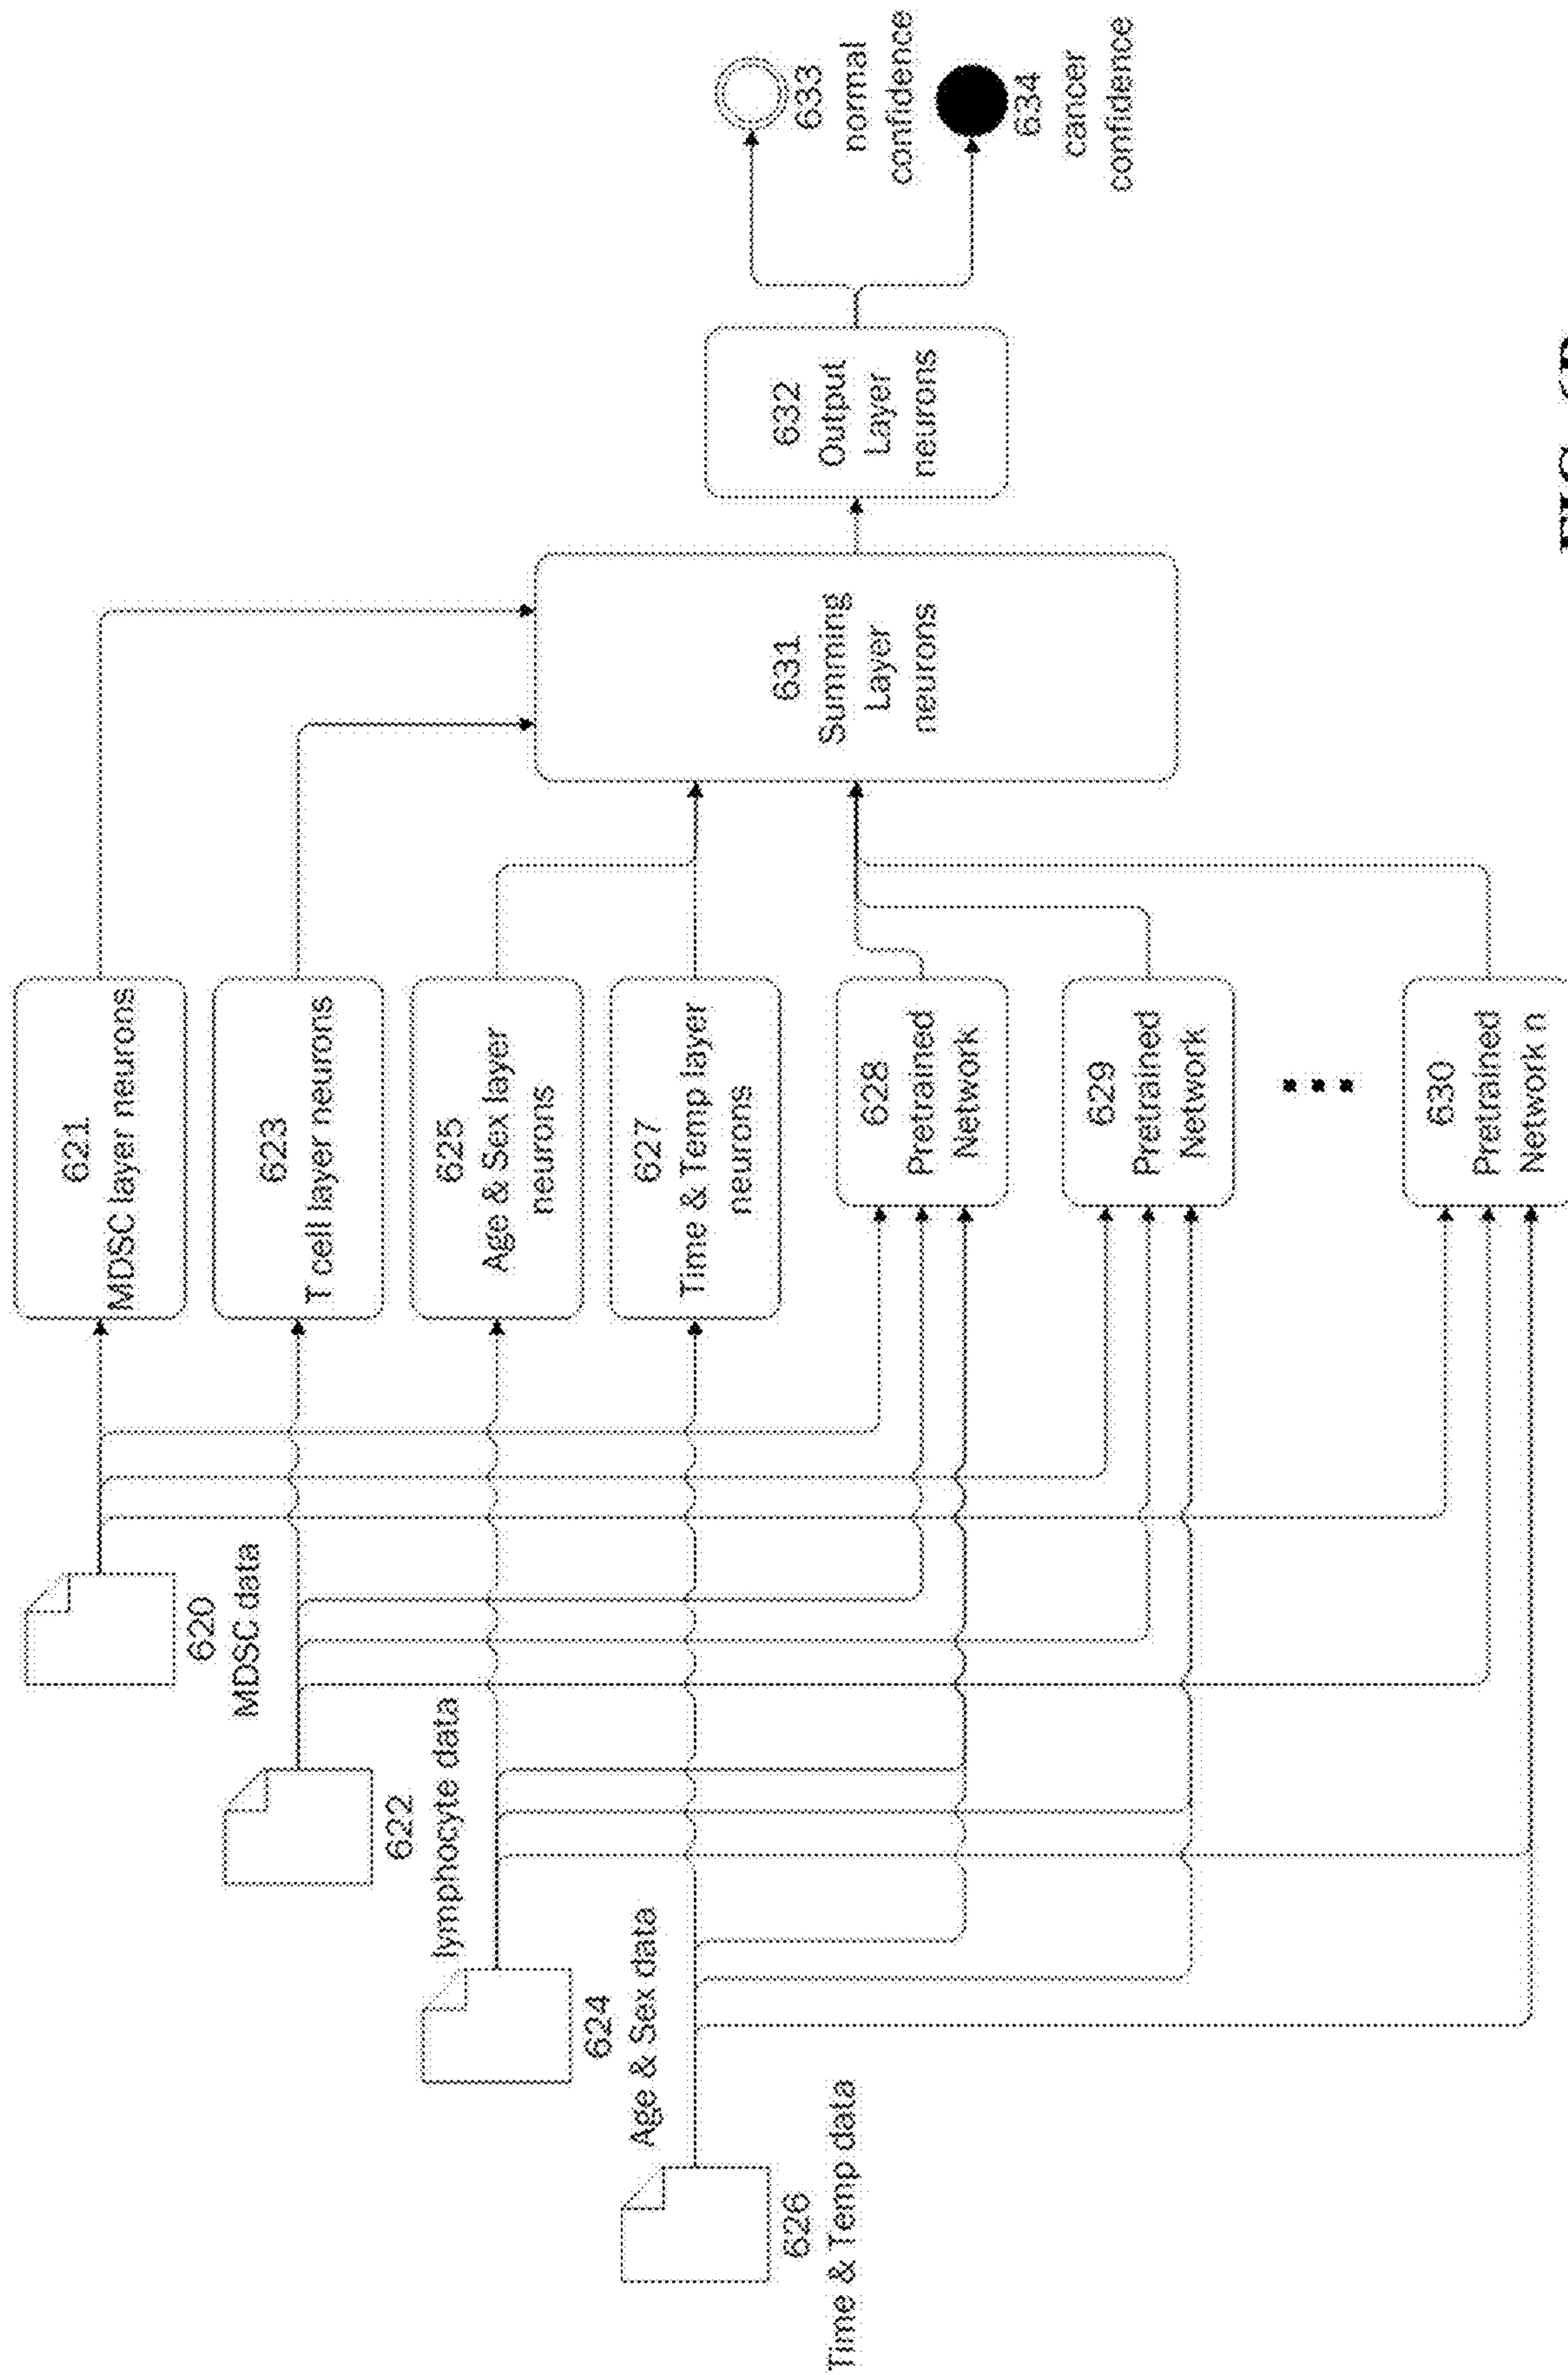 620
MDSC data
622
lymphocyte data
624
Age & Sex data
626
Time & Temp data
621
MDSC layer neurons
623
T cell layer neurons
625
Age & Sex layer
neurons
627
Time & Temp layer
neurons
628
Pretrained
Network
629
Pretrained
Network
630
Pretrained
Network n
631
Summing
Layer
neurons
632
Output
Layer
neurons
633
normal
confidence
634
cancer
confidence